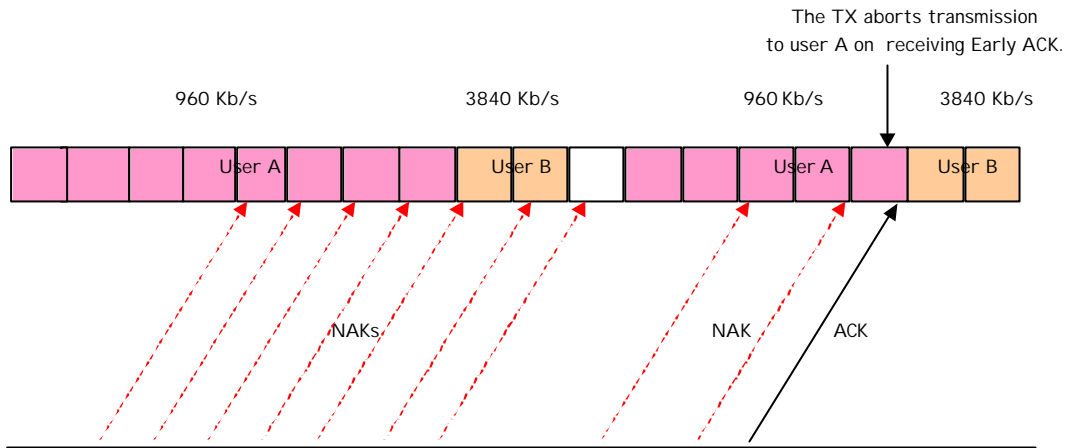 The TX aborts transmission
to user A on receiving Early ACK.
960 Kb/s 3840 Kb/s 960 Kb/s 3840 Kb/s
User A User B User A User B
NAKs NAK ACK